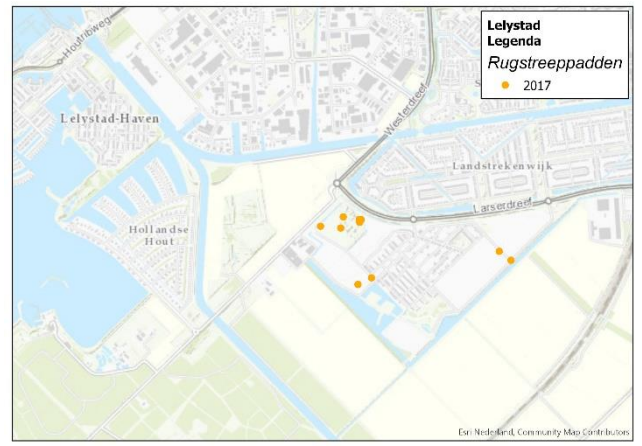 Lelystad
Legenda
Rugstreeppadden
2017
Houtribweg
Lelystad-Haven
Westerdreef
S
Landstrekenwijk
Larserdreef
Hollandse
Hout
Esri Nederland, Community Map Contributors